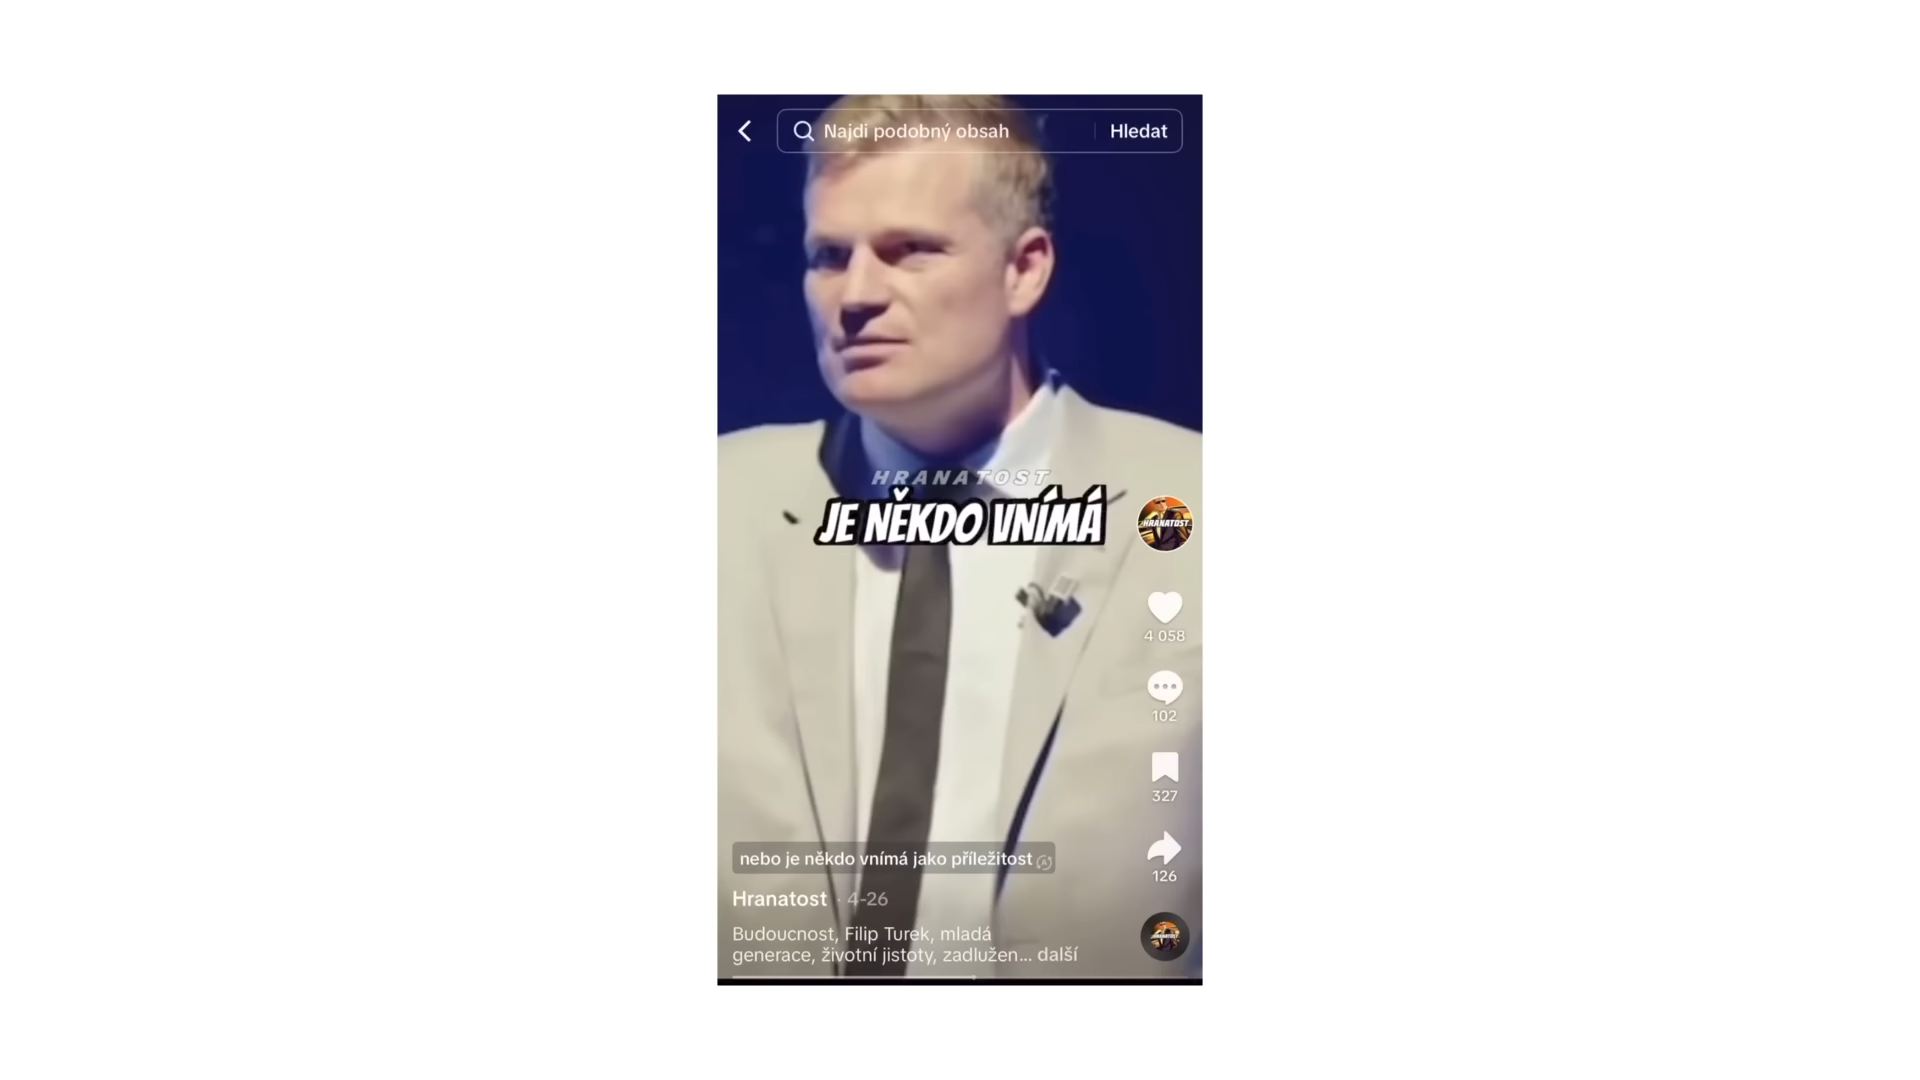 Najdi podobný obsah
Hledat
HRANATOST
JE NĚKDO VNÍMÁ
HRANATOST
4 058
102
327
nebo je někdo vnímá jako příležitost
126
Hranatost · 4-26
Budoucnost, Filip Turek, mladá
generace, životní jistoty, zadlužen... další
HRANATOST